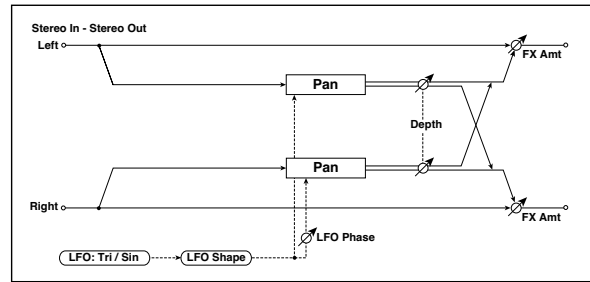 Stereo In - Stereo Out
Left
FX Amt
Pan
Depth
Pan
Right
FX Amt
LFO Phase
LFO: Tri / Sin
LFO Shape